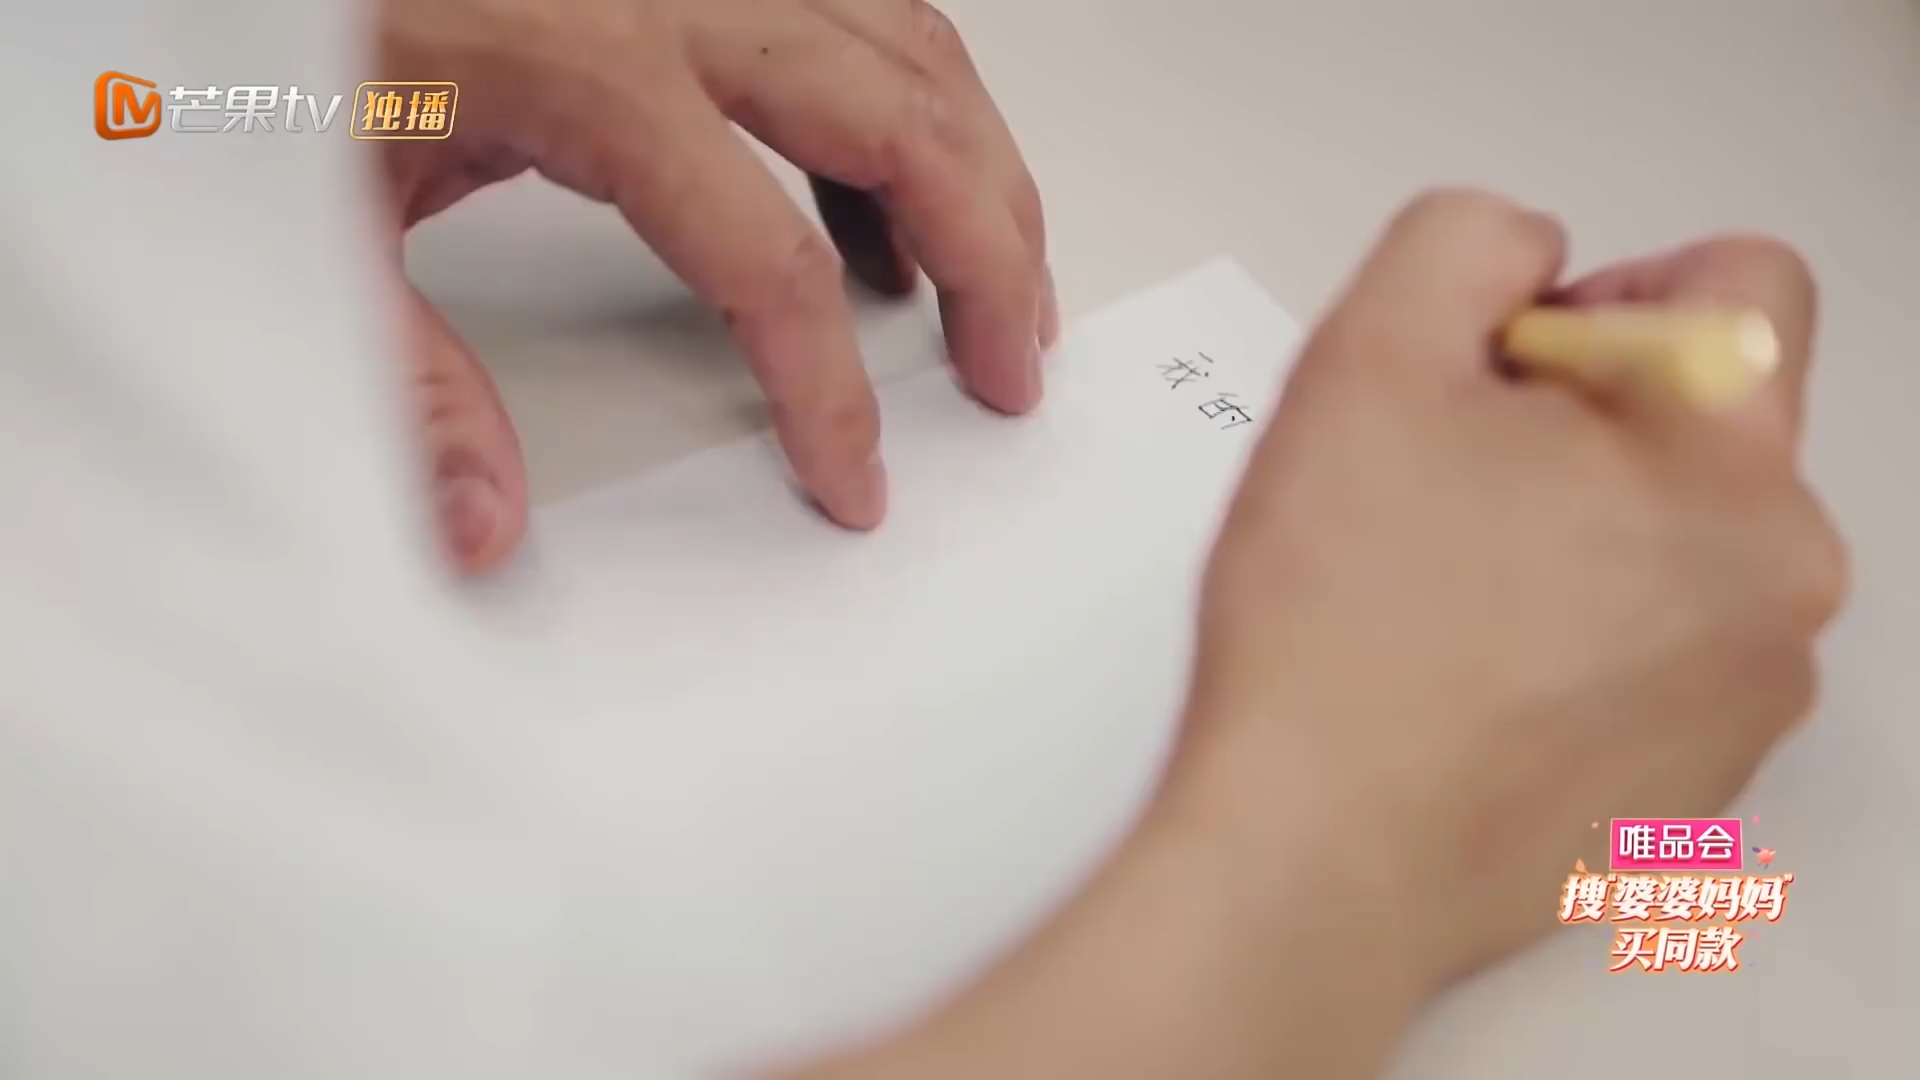 芒果tv 独播
我的
唯品会
搜"婆婆妈妈"
买同款